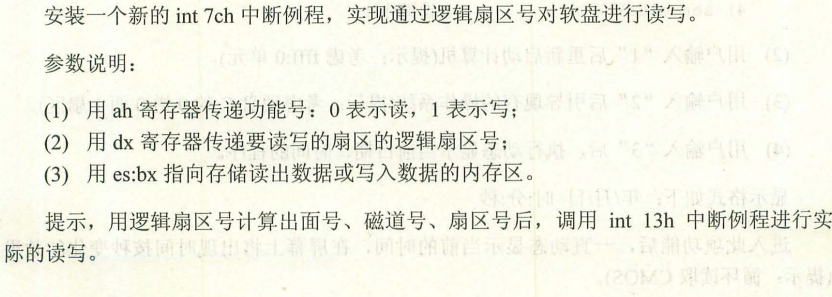 安装一个新的 int 7ch 中断例程，实现通过逻辑扇区号对软盘进行读写。
参数说明：
(1) 用 ah 寄存器传递功能号：0 表示读，1 表示写；
(2) 用 dx 寄存器传递要读写的扇区的逻辑扇区号；
(3) 用 es:bx 指向存储读出数据或写入数据的内存区。
提示，用逻辑扇区号计算出面号、磁道号、扇区号后，调用 int 13h 中断例程进行实
际的读写。